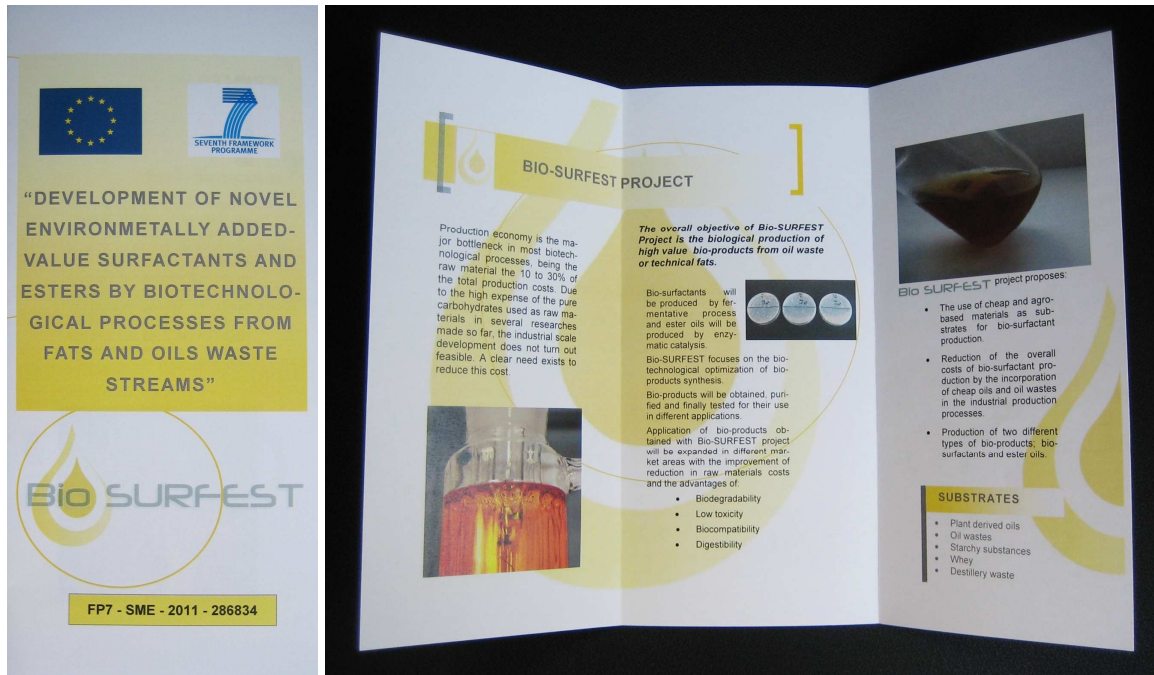 SEVENTH FRAMEWORK
PROGRAMME
“DEVELOPMENT OF NOVEL
ENVIRONMETALLY ADDED-
VALUE SURFACTANTS AND
ESTERS BY BIOTECHNOLO-
GICAL PROCESSES FROM
FATS AND OILS WASTE
STREAMS”
Bio SURFEST
FP7 - SME - 2011 - 286834
BIO-SURFEST PROJECT
Production economy is the ma-
jor bottleneck in most biotech-
nological processes, being the
raw material the 10 to 30% of
the total production costs. Due
to the high expense of the pure
carbohydrates used as raw ma-
terials in several researches
made so far, the industrial scale
development does not turn out
feasible. A clear need exists to
reduce this cost.
The overall objective of Bio-SURFEST
Project is the biological production of
high value bio-products from oil waste
or technical fats.
Bio-surfactants will
be produced by fer-
mentative process
and ester oils will be
produced by enzy-
matic catalysis.
Bio-SURFEST focuses on the bio-
technological optimization of bio-
products synthesis.
Bio-products will be obtained, puri-
fied and finally tested for their use
in different applications.
Application of bio-products ob-
tained with Bio-SURFEST project
will be expanded in different mar-
ket areas with the improvement of
reduction in raw materials costs
and the advantages of:
• Biodegradability
• Low toxicity
• Biocompatibility
• Digestibility
Bio SURFEST project proposes:
• The use of cheap and agro-
based materials as sub-
strates for bio-surfactant
production.
• Reduction of the overall
costs of bio-surfactant pro-
duction by the incorporation
of cheap oils and oil wastes
in the industrial production
processes.
• Production of two different
types of bio-products; bio-
surfactants and ester oils.
SUBSTRATES
• Plant derived oils
• Oil wastes
• Starchy substances
• Whey
• Destillery waste